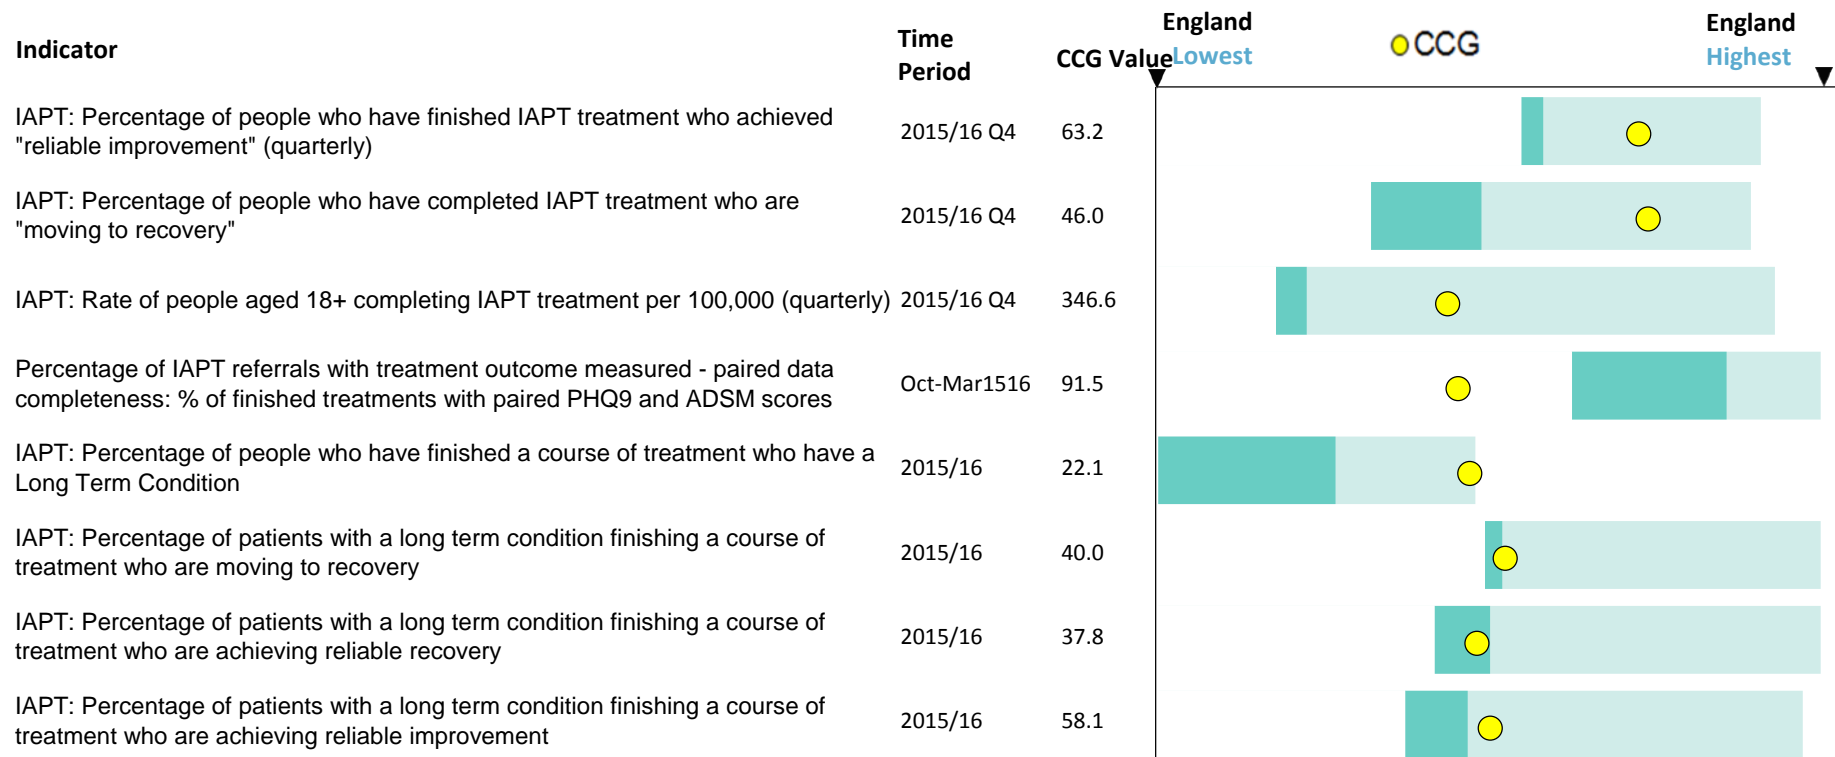 Indicator
Time
Period
CCG Value
England
Lowest
CCG
England
Highest
IAPT: Percentage of people who have finished IAPT treatment who achieved
"reliable improvement" (quarterly)
2015/16 Q4
63.2
IAPT: Percentage of people who have completed IAPT treatment who are
"moving to recovery"
2015/16 Q4
46.0
IAPT: Rate of people aged 18+ completing IAPT treatment per 100,000 (quarterly)
2015/16 Q4
346.6
Percentage of IAPT referrals with treatment outcome measured - paired data
completeness: % of finished treatments with paired PHQ9 and ADSM scores
Oct-Mar1516
91.5
IAPT: Percentage of people who have finished a course of treatment who have a
Long Term Condition
2015/16
22.1
IAPT: Percentage of patients with a long term condition finishing a course of
treatment who are moving to recovery
2015/16
40.0
IAPT: Percentage of patients with a long term condition finishing a course of
treatment who are achieving reliable recovery
2015/16
37.8
IAPT: Percentage of patients with a long term condition finishing a course of
treatment who are achieving reliable improvement
2015/16
58.1